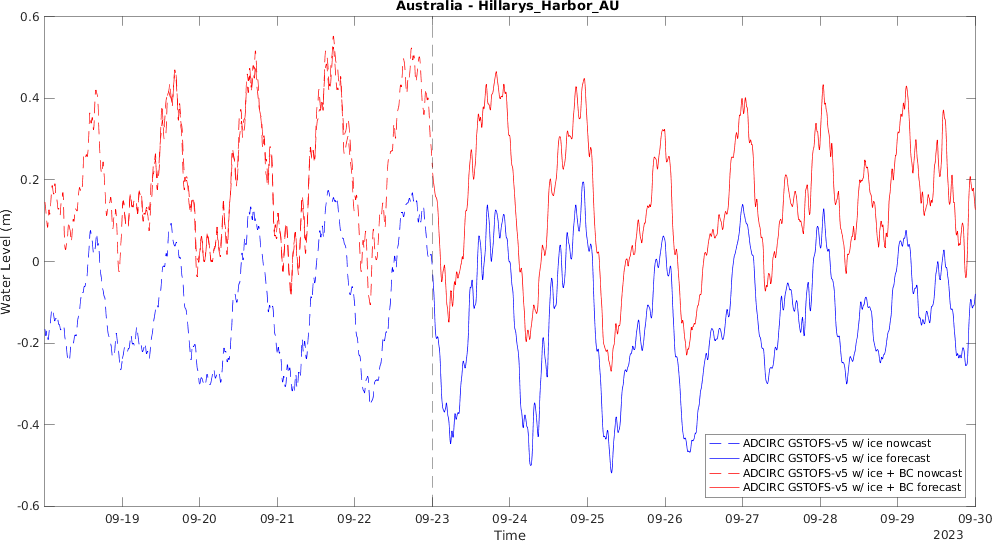 Australia - Hillarys_Harbor_AU
0.6
0.4
0.2
0
-0.2
-0.4
-0.6
Water Level (m)
ADCIRC GSTOFS-v5 w/ ice nowcast
ADCIRC GSTOFS-v5 w/ ice forecast
ADCIRC GSTOFS-v5 w/ ice + BC nowcast
ADCIRC GSTOFS-v5 w/ ice + BC forecast
09-19 09-20 09-21 09-22 09-23 09-24 09-25 09-26 09-27 09-28 09-29 09-30
Time 2023